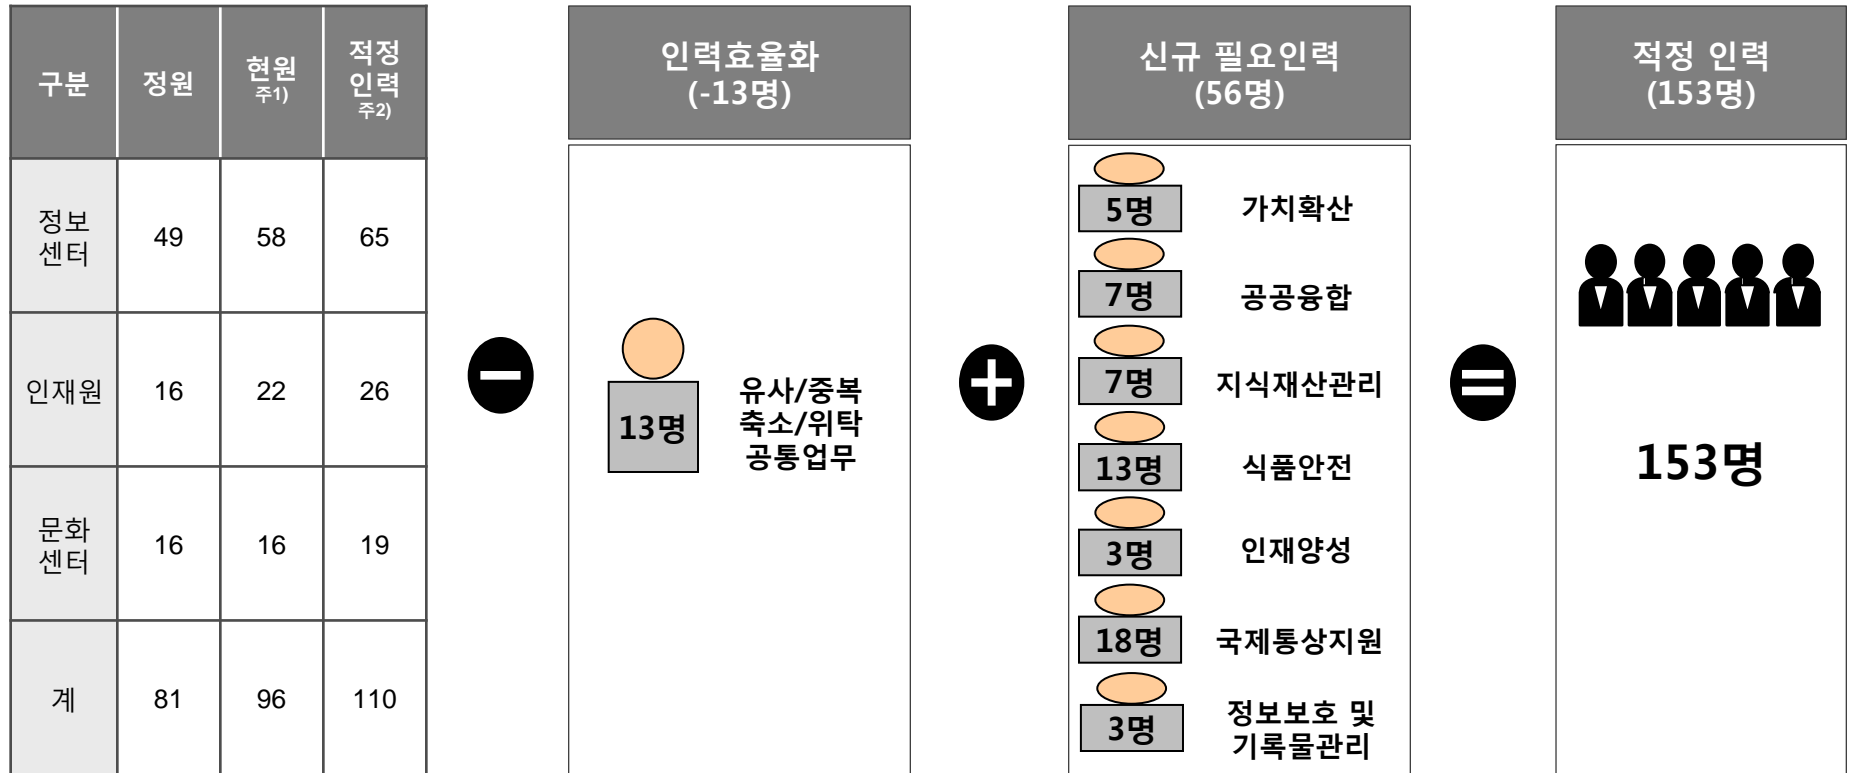 구분
정원
현원
주1)
적정
인력
주2)
정보
센터
49
58
65
인재원
16
22
26
문화
센터
16
16
19
계
81
96
110
인력효율화
(-13명)
13명
유사/중복
축소/위탁
공통업무
신규 필요인력
(56명)
5명
가치확산
7명
공공융합
7명
지식재산관리
13명
식품안전
3명
인재양성
18명
국제통상지원
3명
정보보호 및
기록물관리
적정 인력
(153명)
153명